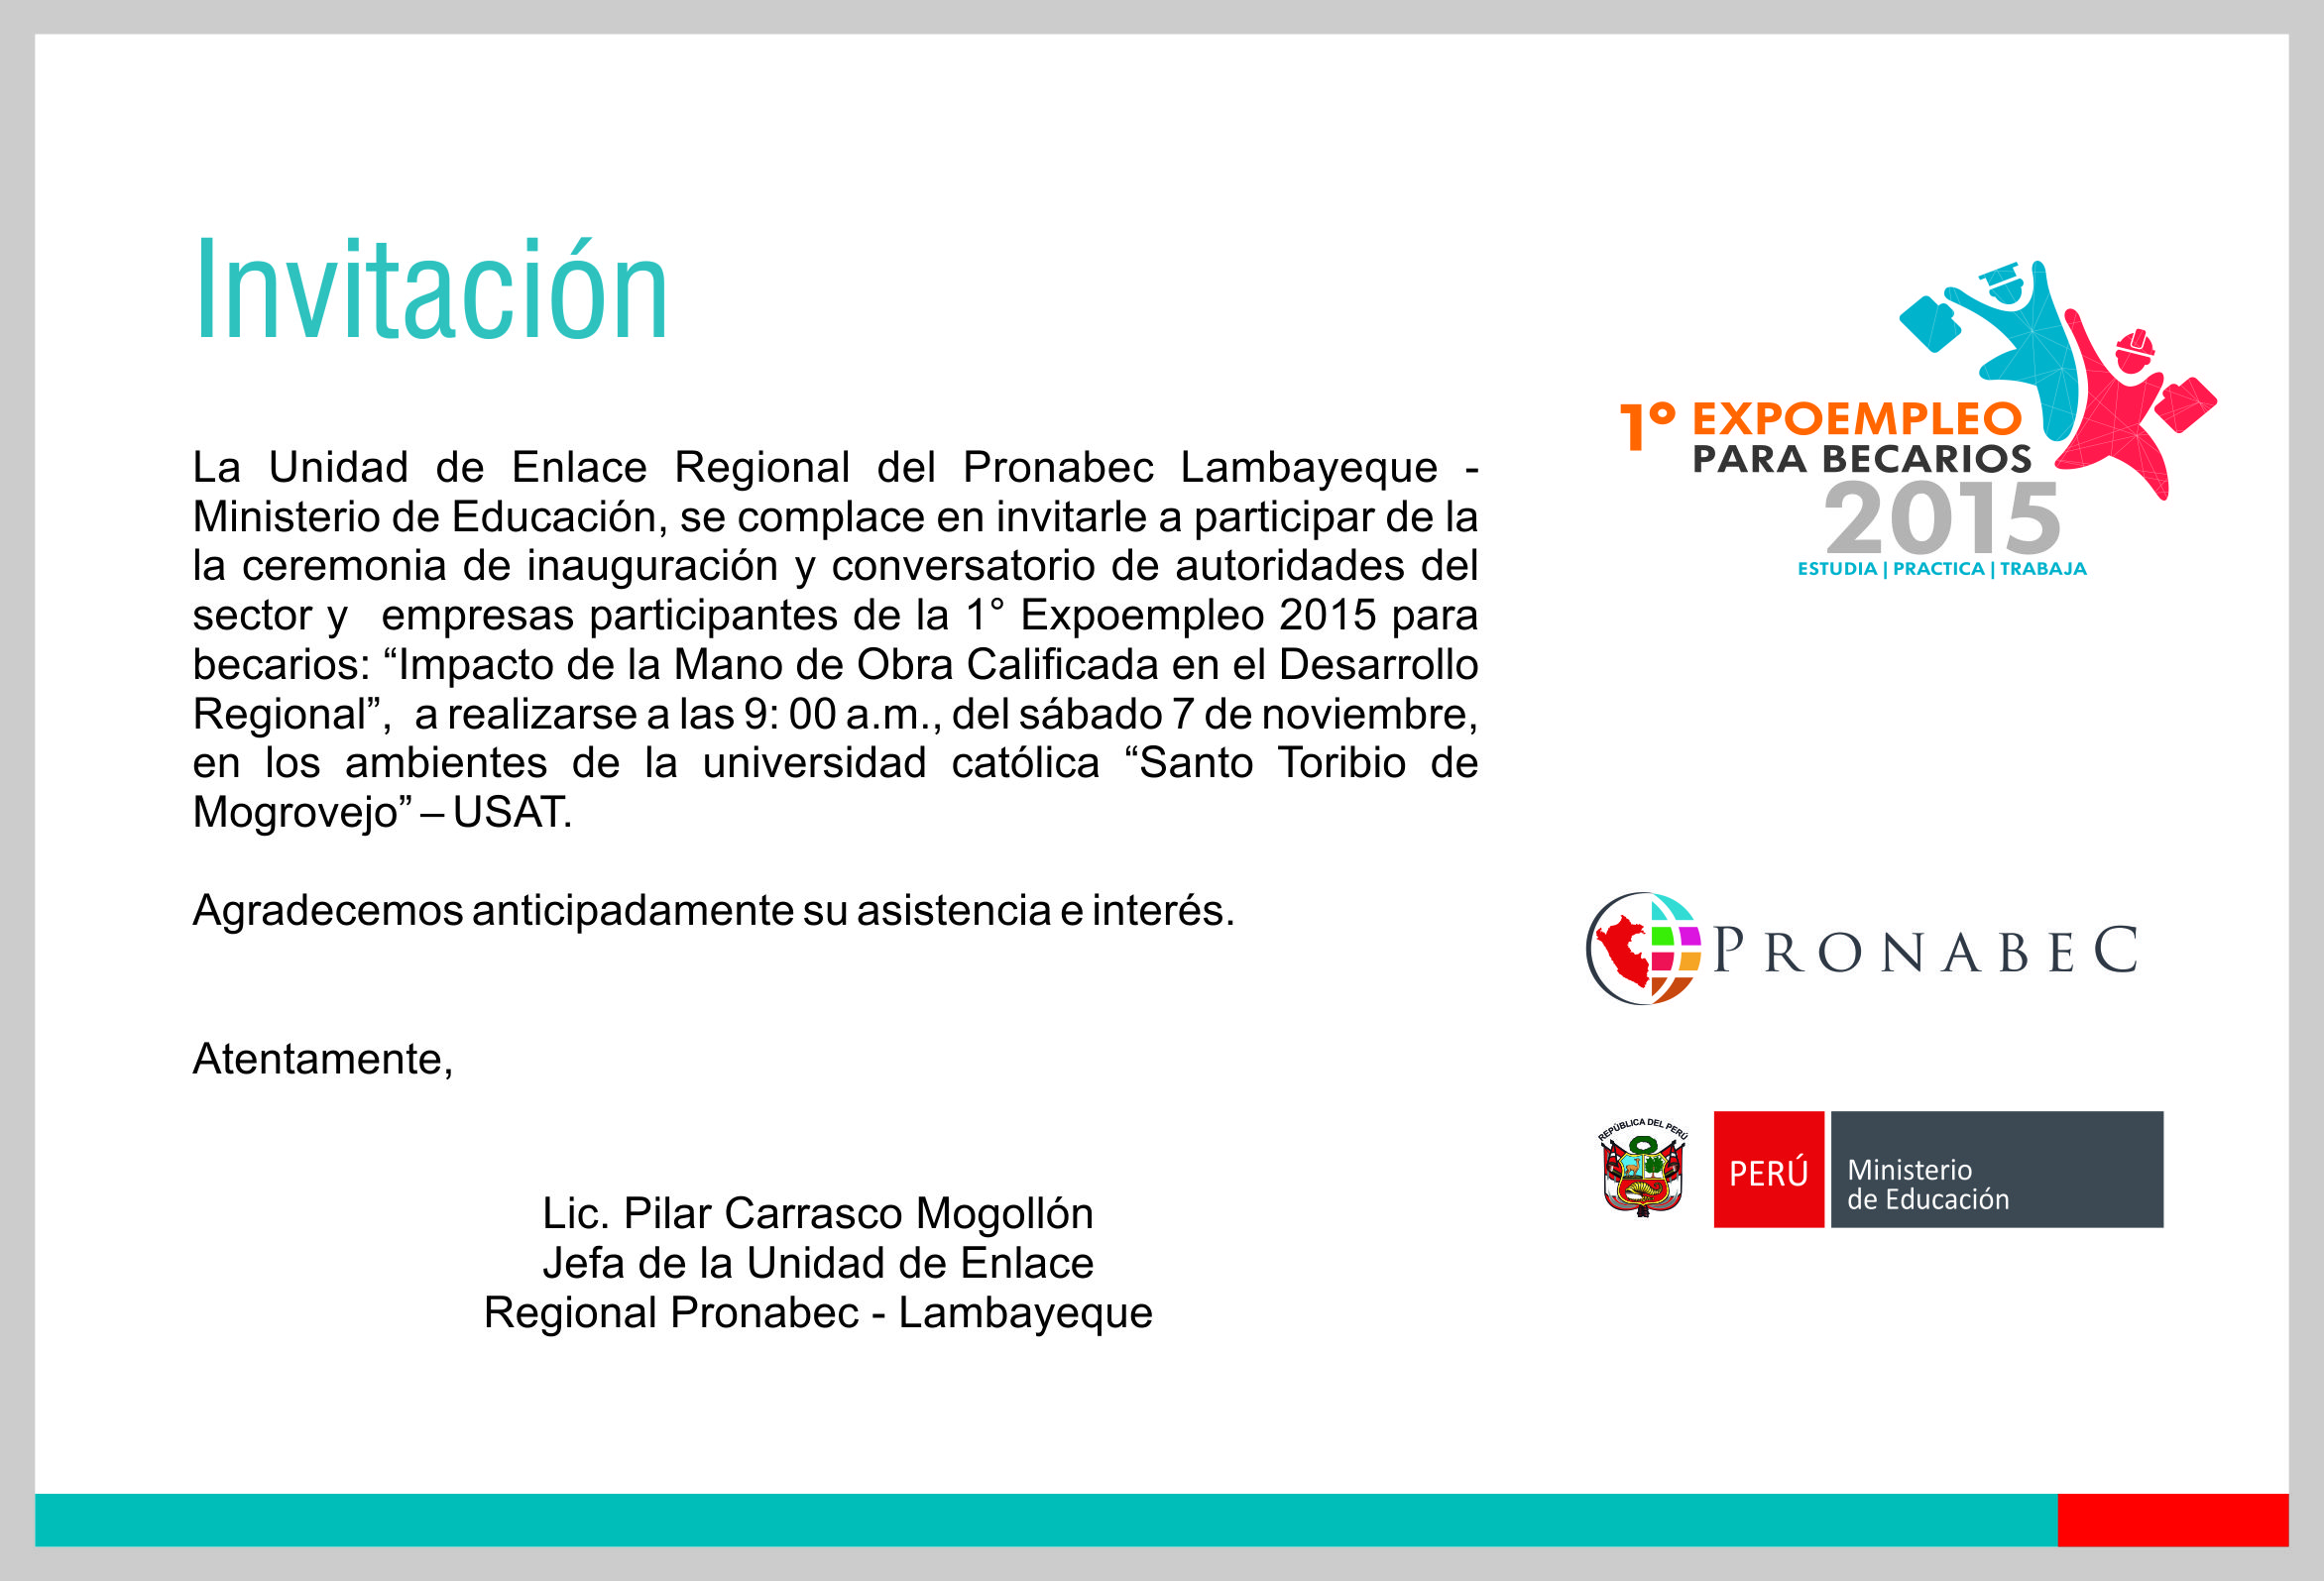 Invitación
La Unidad de Enlace Regional del Pronabec Lambayeque -
Ministerio de Educación, se complace en invitarle a participar de la
la ceremonia de inauguración y conversatorio de autoridades del
sector y  empresas participantes de la 1° Expoempleo 2015 para
becarios: “Impacto de la Mano de Obra Calificada en el Desarrollo
Regional”,  a realizarse a las 9: 00 a.m., del sábado 7 de noviembre,
en los ambientes de la universidad católica “Santo Toribio de
Mogrovejo” – USAT.
Agradecemos anticipadamente su asistencia e interés.
Atentamente,
Lic. Pilar Carrasco Mogollón
Jefa de la Unidad de Enlace
Regional Pronabec - Lambayeque
1° EXPOEMPLEO
PARA BECARIOS
2015
ESTUDIA | PRACTICA | TRABAJA
PRONABEC
REPÚBLICA DEL PERÚ
PERÚ
Ministerio
de Educación